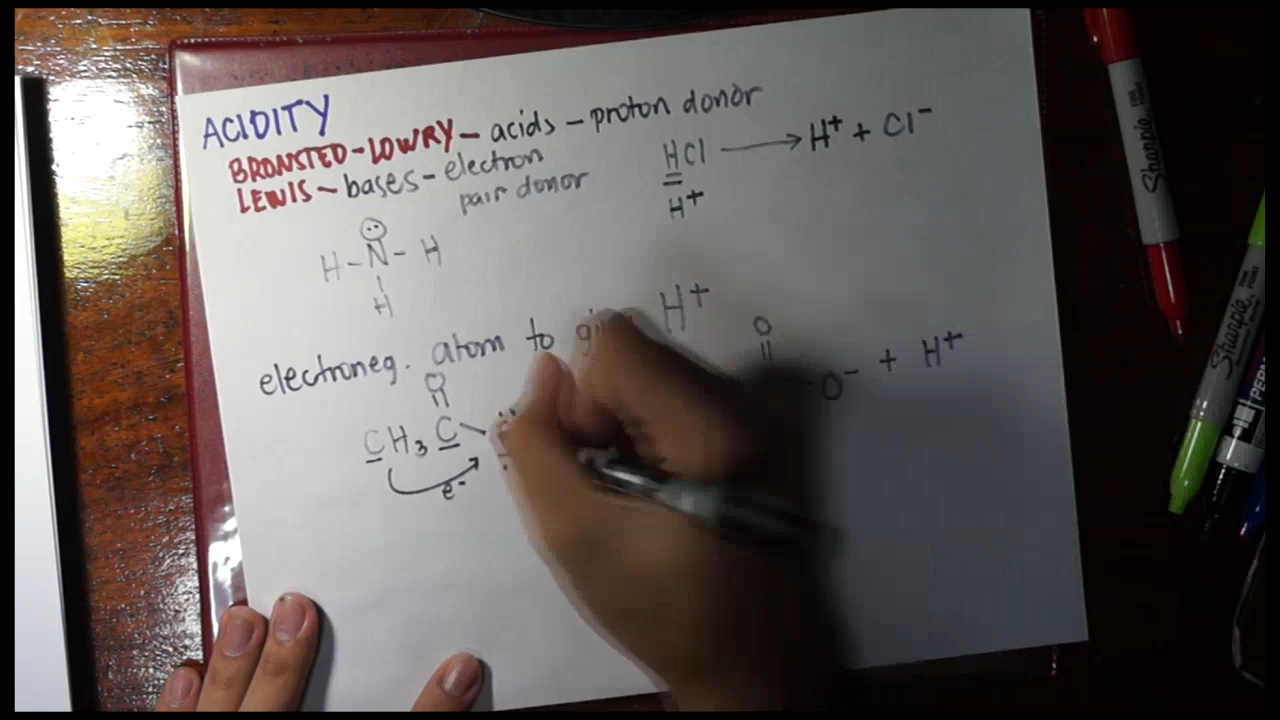 ACIDITY
BRONSTED-LOWRY - acids - proton donor
LEWIS ~ bases - electron
pair donor
HCl → H+ + Cl-
H+
H - N - H
H
electroneg. atom to H+
O
CH3 C
e-
O
O- + H+
Sharpie
Sharpie